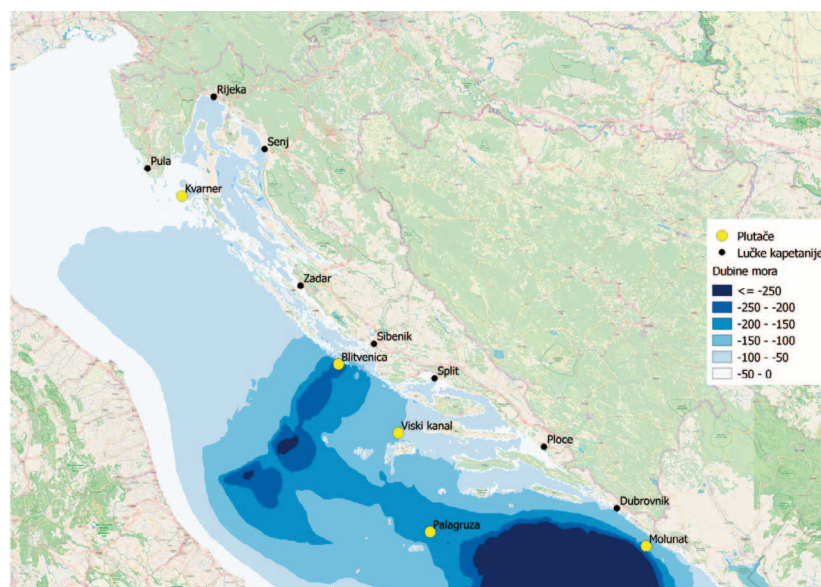 Rijeka
Senj
Pula
Kvarner
Zadar
Sibenik
Blitvenica
Split
Viski kanal
Ploce
Dubrovnik
Palagruza
Molunat
Plutače
Lučke kapetanije
Dubine mora
<= -250
-250 - -200
-200 - -150
-150 - -100
-100 - -50
-50 - 0